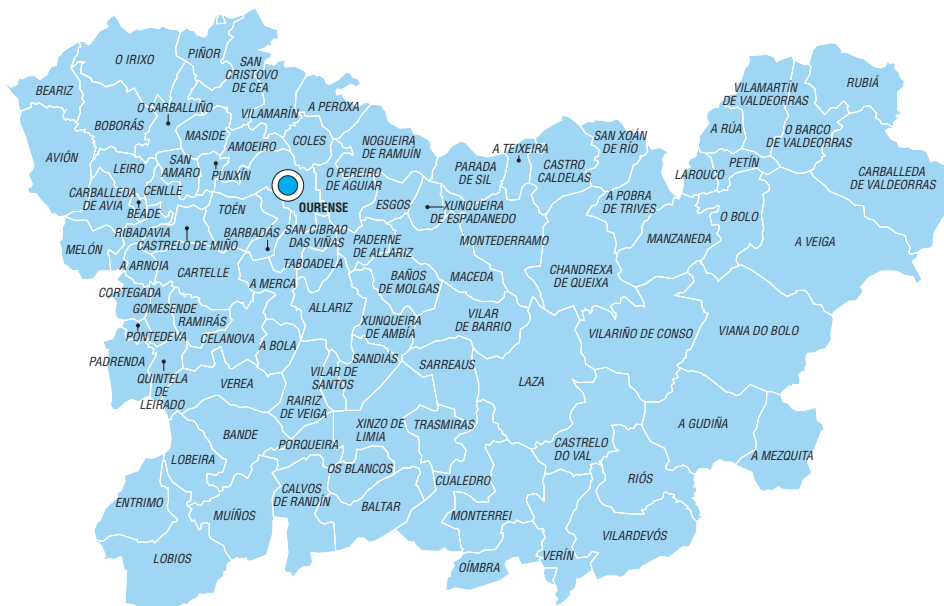 O IRIXO
PIÑOR
SAN
CRISTOVO
DE CEA
BEARIZ
O CARBALLIÑO
A PEROXA
VILAMARÍN
BOBORÁS
MASIDE
COLES
AMOEIRO
NOGUEIRA
DE RAMUÍN
AVIÓN
LEIRO
SAN
AMARO
PUNXÍN
O PEREIRO
DE AGUIAR
PARADA
DE SIL
A TEIXEIRA
CASTRO
CALDELAS
SAN XOÁN
DE RÍO
VILAMARTÍN
DE VALDEORRAS
RUBIÁ
A RÚA
O BARCO
DE VALDEORRAS
PETÍN
LAROUCO
CARBALLEDA
DE VALDEORRAS
CARBALLEDA
DE AVIA
CENLLE
BEADE
TOÉN
OURENSE
ESGOS
XUNQUEIRA
DE ESPADANEDO
A POBRA
DE TRIVES
O BOLO
RIBADAVIA
CASTRELO DE MIÑO
BARBADÁS
SAN CIBRAO
DAS VIÑAS
PADERNE
DE ALLARIZ
MONTEDERRAMO
MANZANEDA
A VEIGA
MELÓN
A ARNOIA
CARTELLE
TABOADELA
A MERCA
BAÑOS
DE MOLGAS
MACEDA
CHANDREXA
DE QUEIXA
CORTEGADA
GOMESENDE
RAMIRÁS
ALLARIZ
XUNQUEIRA
DE AMBÍA
VILAR
DE BARRIO
VILARIÑO DE CONSO
VIANA DO BOLO
PONTEDEVA
CELANOVA
A BOLA
PADRENDA
QUINTELA
DE
LEIRADO
VEREA
VILAR DE
SANTOS
SANDIÁS
SARREAUS
LAZA
RAIRIZ
DE VEIGA
BANDE
PORQUEIRA
XINZO DE
LIMIA
TRASMIRAS
A GUDIÑA
CASTRELO
DO VAL
A MEZQUITA
LOBEIRA
OS BLANCOS
CUALEDRO
RIÓS
ENTRIMO
MUÍÑOS
CALVOS
DE RANDÍN
BALTAR
MONTERREI
VILARDEVÓS
LOBIOS
OÍMBRA
VERÍN